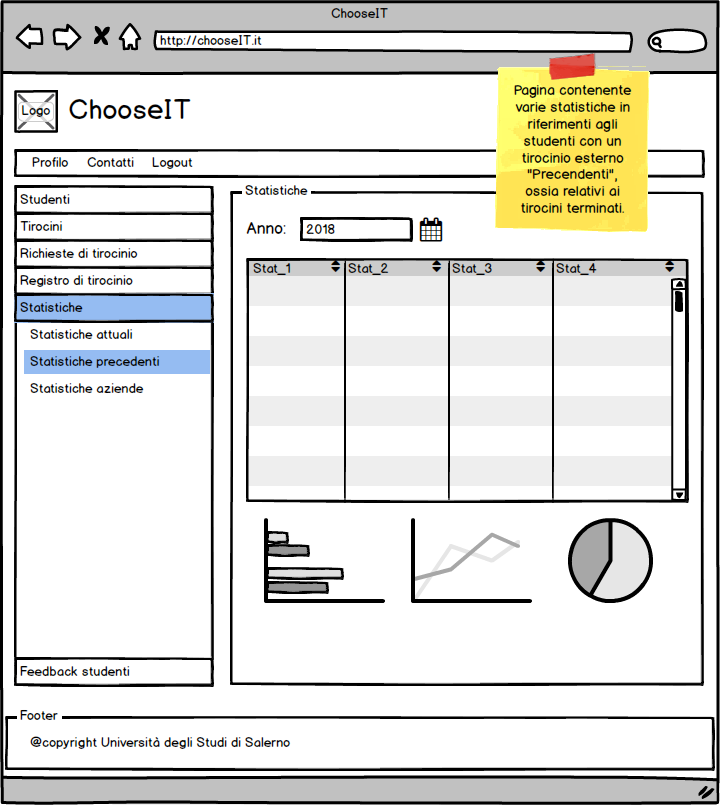 ChooseIT
http://chooseIT.it
Pagina contenente
varie statistiche in
riferimenti agli
studenti con un
tirocinio esterno
"Precendenti",
ossia relativi ai
tirocini terminati.
Logo
ChooseIT
Profilo Contatti Logout
Studenti
Tirocini
Richieste di tirocinio
Registro di tirocinio
Statistiche
Statistiche attuali
Statistiche precedenti
Statistiche aziende
Feedback studenti
Statistiche
Anno: 2018
Stat_1 Stat_2 Stat_3 Stat_4
Footer
@copyright Università degli Studi di Salerno